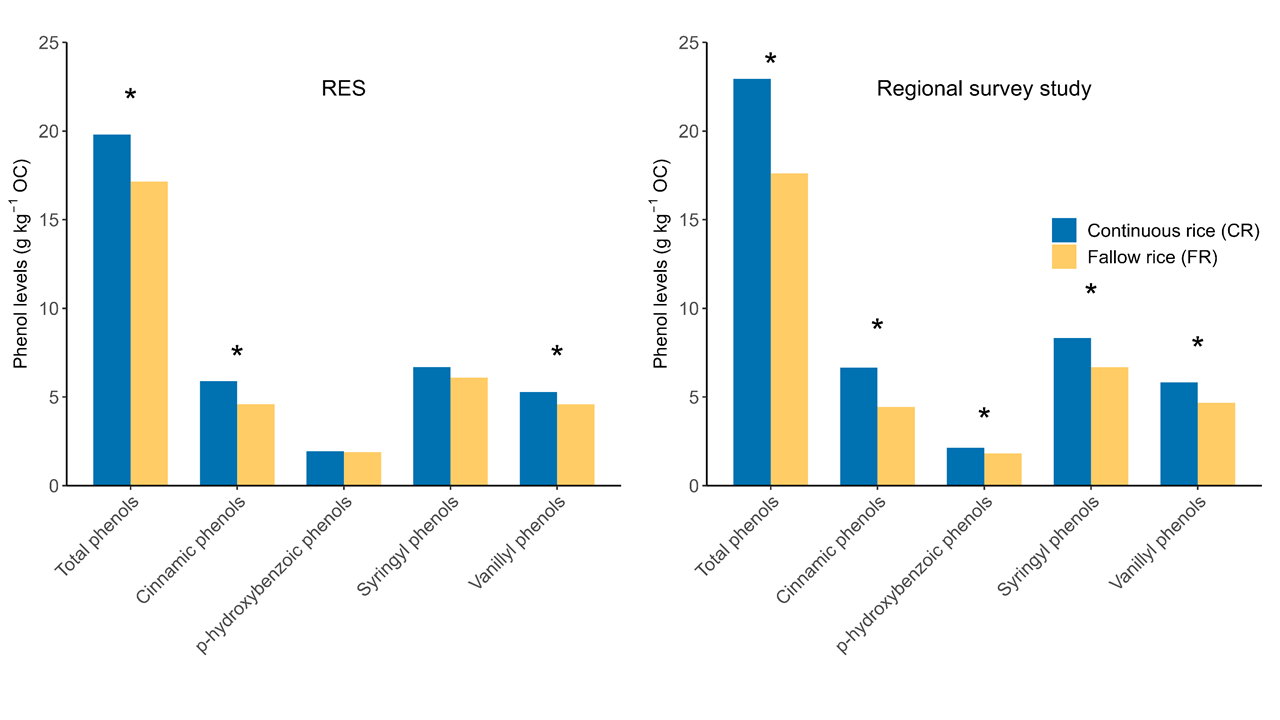 RES
*
*
*
Phenol levels (g kg⁻¹ OC)
25
20
15
10
5
0
Total phenols
Cinnamic phenols
p-hydroxybenzoic phenols
Syringyl phenols
Vanillyl phenols
Regional survey study
*
*
*
*
*
Phenol levels (g kg⁻¹ OC)
25
20
15
10
5
0
Continuous rice (CR)
Fallow rice (FR)
Total phenols
Cinnamic phenols
p-hydroxybenzoic phenols
Syringyl phenols
Vanillyl phenols